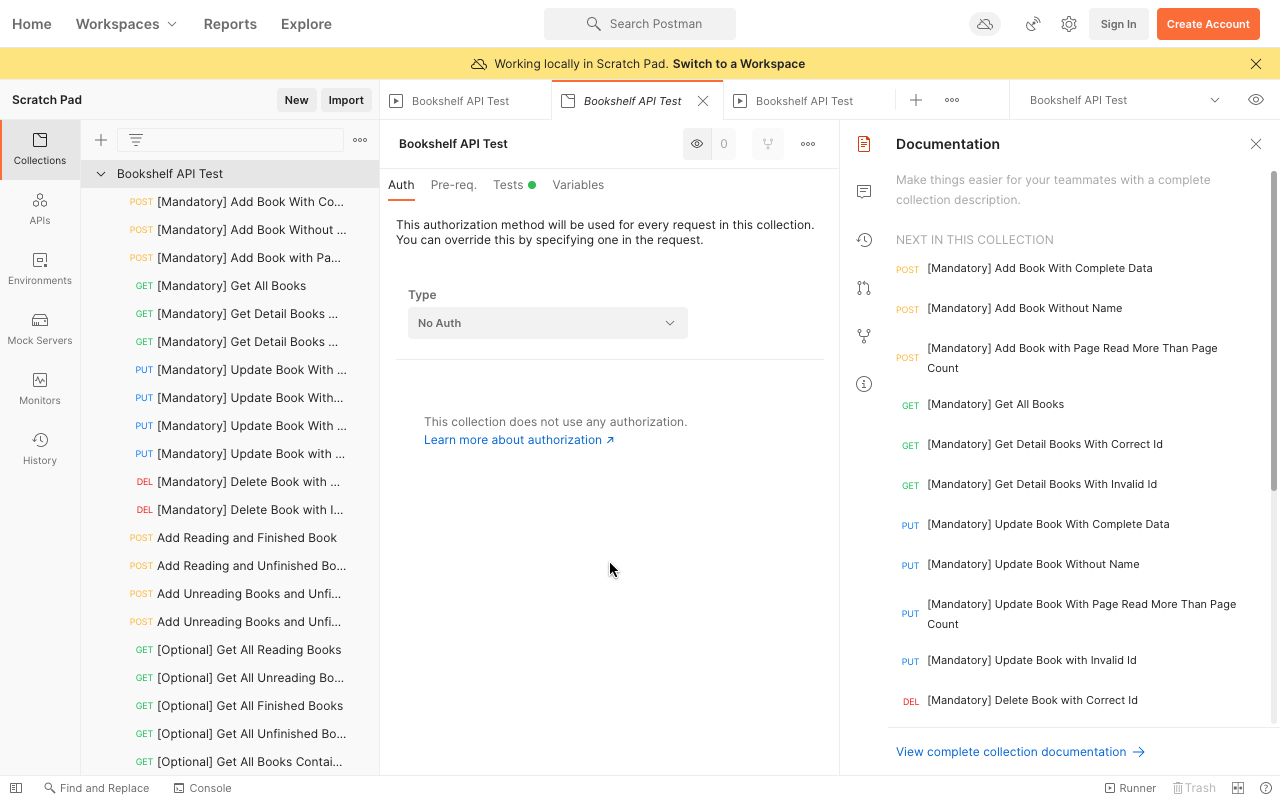 Home
Workspaces
Reports
Explore
Search Postman
Sign In
Create Account
Working locally in Scratch Pad. Switch to a Workspace
Scratch Pad
New
Import
Bookshelf API Test
Bookshelf API Test
Bookshelf API Test
Bookshelf API Test
Collections
APIs
Environments
Mock Servers
Monitors
History
Bookshelf API Test
POST [Mandatory] Add Book With Co...
POST [Mandatory] Add Book Without ...
POST [Mandatory] Add Book with Pa...
GET [Mandatory] Get All Books
GET [Mandatory] Get Detail Books ...
GET [Mandatory] Get Detail Books ...
PUT [Mandatory] Update Book With ...
PUT [Mandatory] Update Book With...
PUT [Mandatory] Update Book With ...
PUT [Mandatory] Update Book with ...
DEL [Mandatory] Delete Book with ...
DEL [Mandatory] Delete Book with I...
POST Add Reading and Finished Book
POST Add Reading and Unfinished Bo...
POST Add Unreading Books and Unfi...
POST Add Unreading Books and Unfi...
GET [Optional] Get All Reading Books
GET [Optional] Get All Unreading Bo...
GET [Optional] Get All Finished Books
GET [Optional] Get All Unfinished Bo...
GET [Optional] Get All Books Contai...
Bookshelf API Test
0
Auth
Pre-req.
Tests
Variables
This authorization method will be used for every request in this collection.
You can override this by specifying one in the request.
Type
No Auth
This collection does not use any authorization.
Learn more about authorization ↗
Documentation
Make things easier for your teammates with a complete
collection description.
NEXT IN THIS COLLECTION
POST [Mandatory] Add Book With Complete Data
POST [Mandatory] Add Book Without Name
POST [Mandatory] Add Book with Page Read More Than Page
Count
GET [Mandatory] Get All Books
GET [Mandatory] Get Detail Books With Correct Id
GET [Mandatory] Get Detail Books With Invalid Id
PUT [Mandatory] Update Book With Complete Data
PUT [Mandatory] Update Book Without Name
PUT [Mandatory] Update Book With Page Read More Than Page
Count
PUT [Mandatory] Update Book with Invalid Id
DEL [Mandatory] Delete Book with Correct Id
View complete collection documentation →
Find and Replace
Console
Runner
Trash